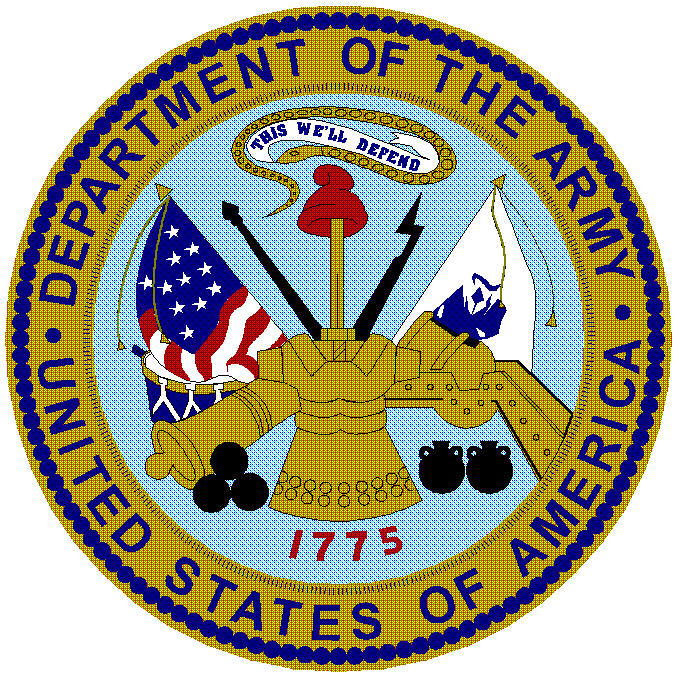 DEPARTMENT OF THE ARMY
THIS WE'LL DEFEND
1775
• UNITED STATES OF AMERICA •